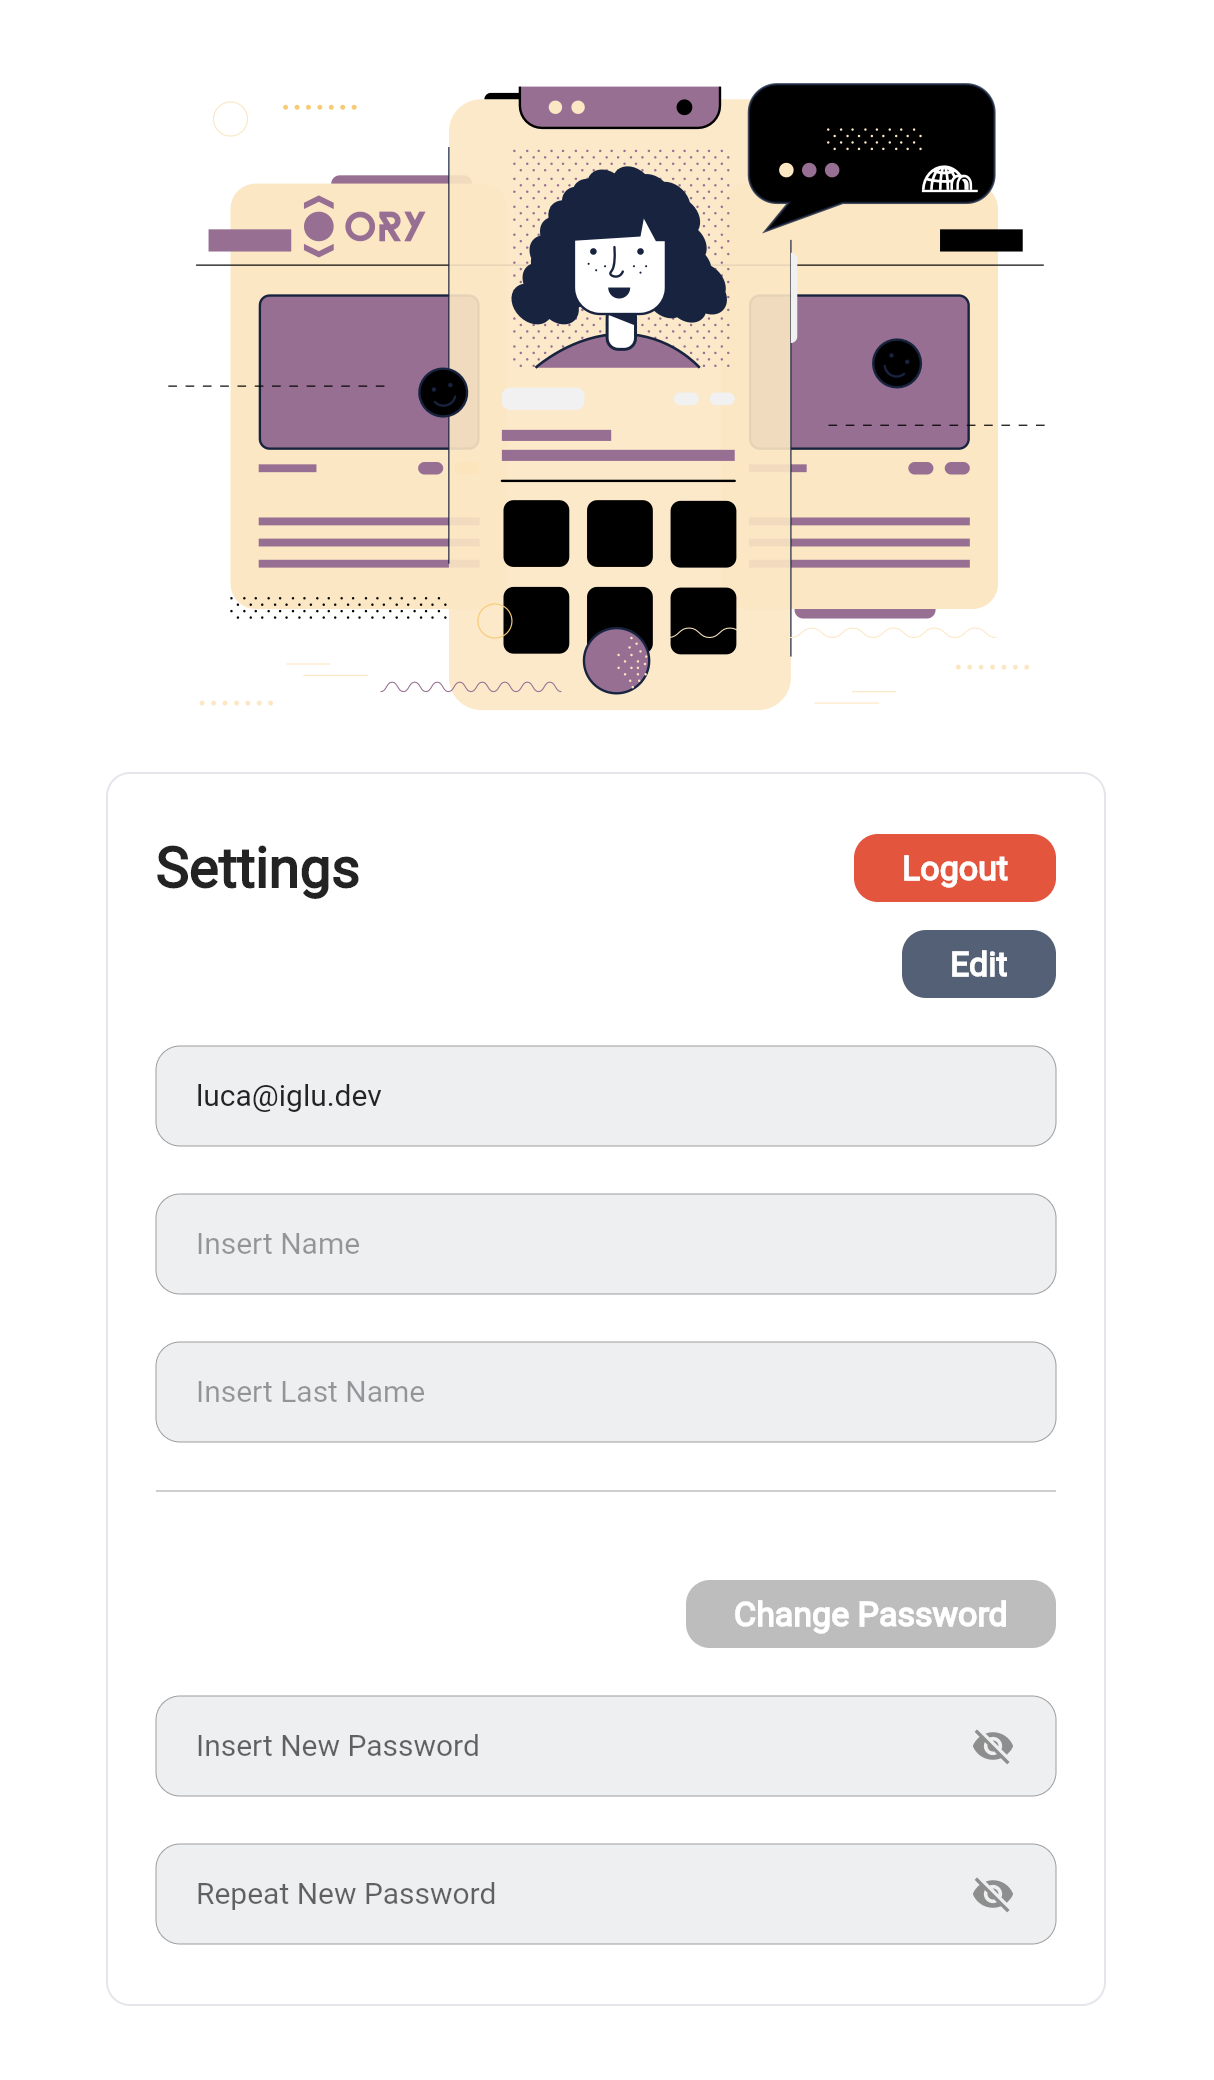 ORY
Settings
Logout
Edit
luca@iglu.dev
Insert Name
Insert Last Name
Change Password
Insert New Password
Repeat New Password